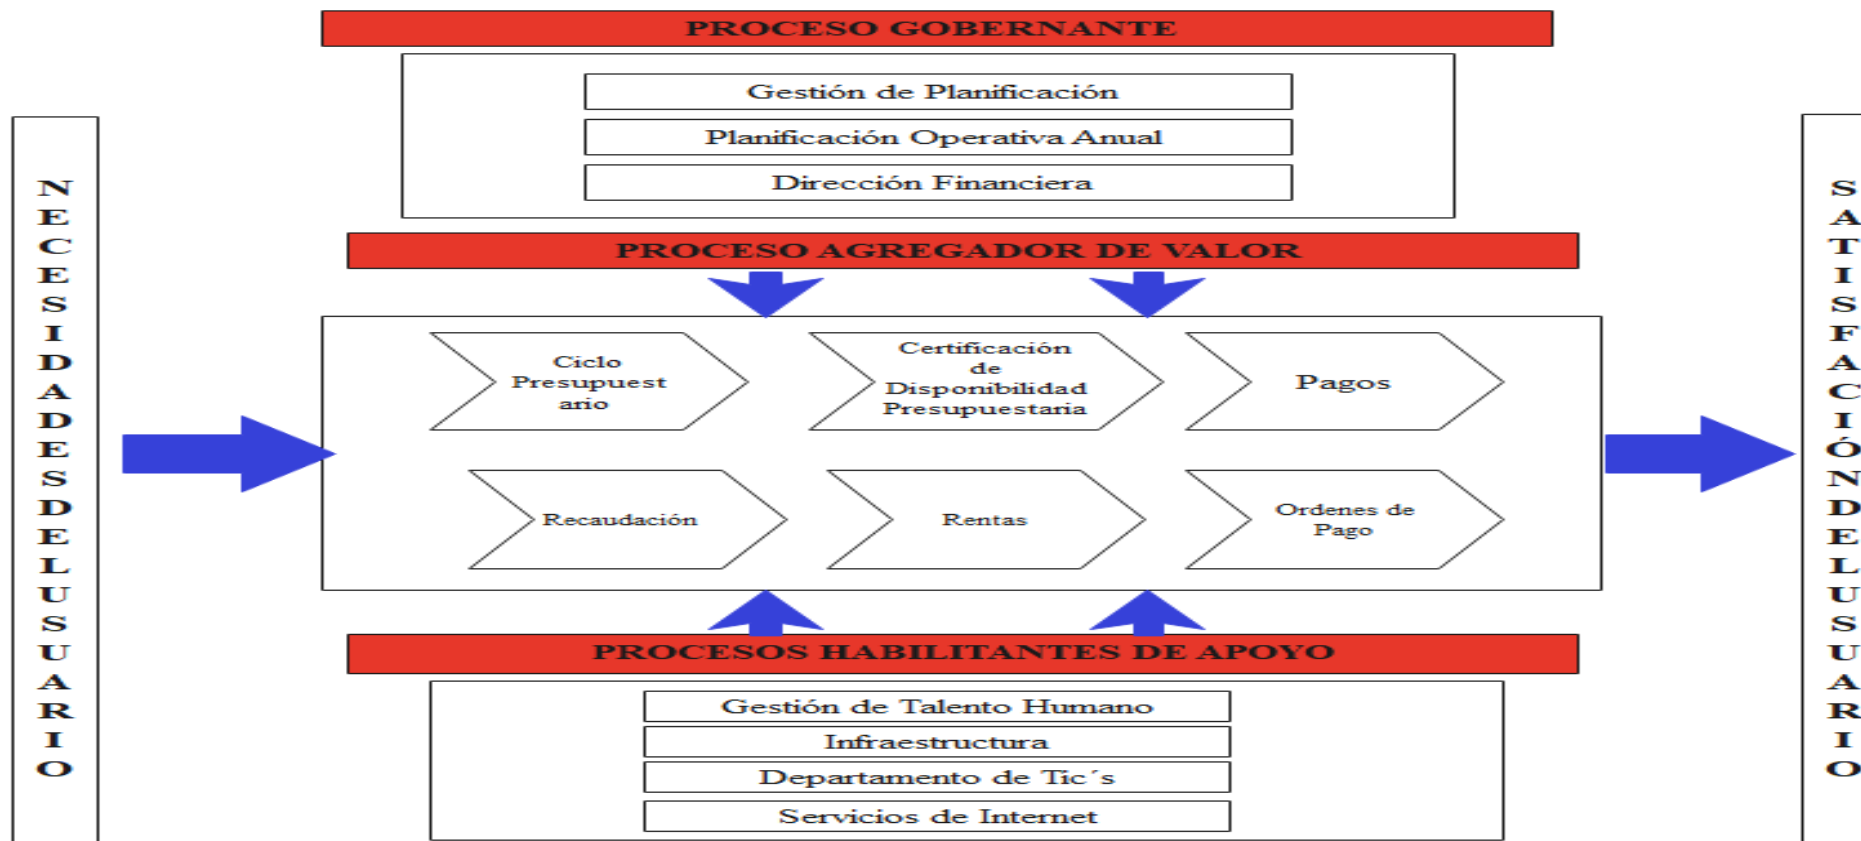 PROCESO GOBERNANTE
Gestión de Planificación
Planificación Operativa Anual
Dirección Financiera
NECESIDADESDELUSUARIO
PROCESO AGREGADOR DE VALOR
Ciclo
Presupuest
ario
Certificación
de
Disponibilidad
Presupuestaria
Pagos
Recaudación
Rentas
Ordenes de
Pago
PROCESOS HABILITANTES DE APOYO
Gestión de Talento Humano
Infraestructura
Departamento de Tic´s
Servicios de Internet
SATISFACIÓNDELUSUARIO